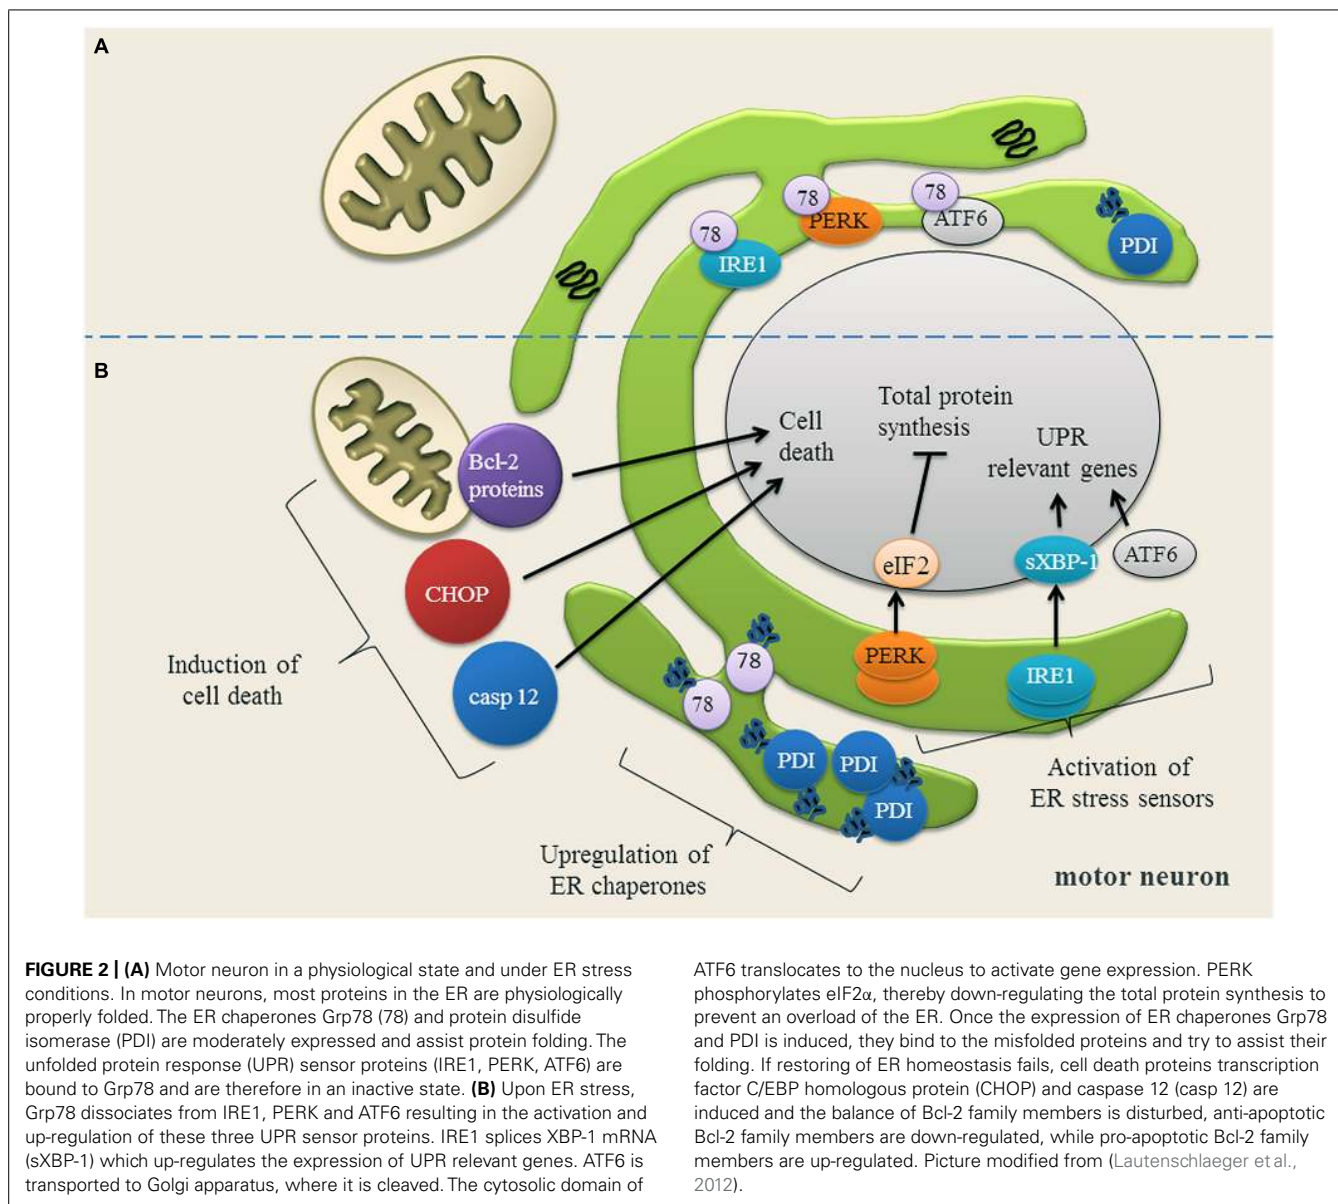 A
78
PERK
78
ATF6
78
IRE1
PDI
B
Total protein
synthesis
Cell
death
UPR
relevant genes
Bcl-2
proteins
eIF2
sXBP-1
ATF6
CHOP
casp 12
Induction of
cell death
PERK
IRE1
78
78
PDI
PDI
PDI
Activation of
ER stress sensors
Upregulation of
ER chaperones
motor neuron
FIGURE 2 | (A) Motor neuron in a physiological state and under ER stress
conditions. In motor neurons, most proteins in the ER are physiologically
properly folded. The ER chaperones Grp78 (78) and protein disulfide
isomerase (PDI) are moderately expressed and assist protein folding. The
unfolded protein response (UPR) sensor proteins (IRE1, PERK, ATF6) are
bound to Grp78 and are therefore in an inactive state. (B) Upon ER stress,
Grp78 dissociates from IRE1, PERK and ATF6 resulting in the activation and
up-regulation of these three UPR sensor proteins. IRE1 splices XBP-1 mRNA
(sXBP-1) which up-regulates the expression of UPR relevant genes. ATF6 is
transported to Golgi apparatus, where it is cleaved. The cytosolic domain of
ATF6 translocates to the nucleus to activate gene expression. PERK
phosphorylates eIF2α, thereby down-regulating the total protein synthesis to
prevent an overload of the ER. Once the expression of ER chaperones Grp78
and PDI is induced, they bind to the misfolded proteins and try to assist their
folding. If restoring of ER homeostasis fails, cell death proteins transcription
factor C/EBP homologous protein (CHOP) and caspase 12 (casp 12) are
induced and the balance of Bcl-2 family members is disturbed, anti-apoptotic
Bcl-2 family members are down-regulated, while pro-apoptotic Bcl-2 family
members are up-regulated. Picture modified from (Lautenschlaeger et al.,
2012).